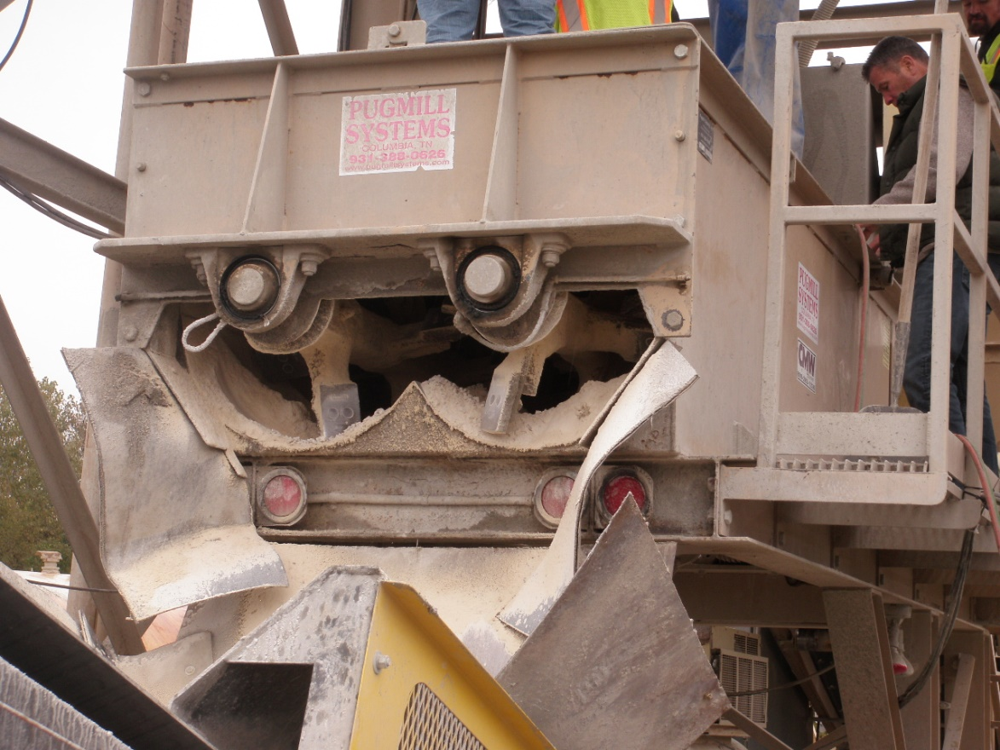 PUGMILL
SYSTEMS
COLUMBIA, TN
931-388-0626
www.pugmillsystems.com
PUGMILL
SYSTEMS
CMW